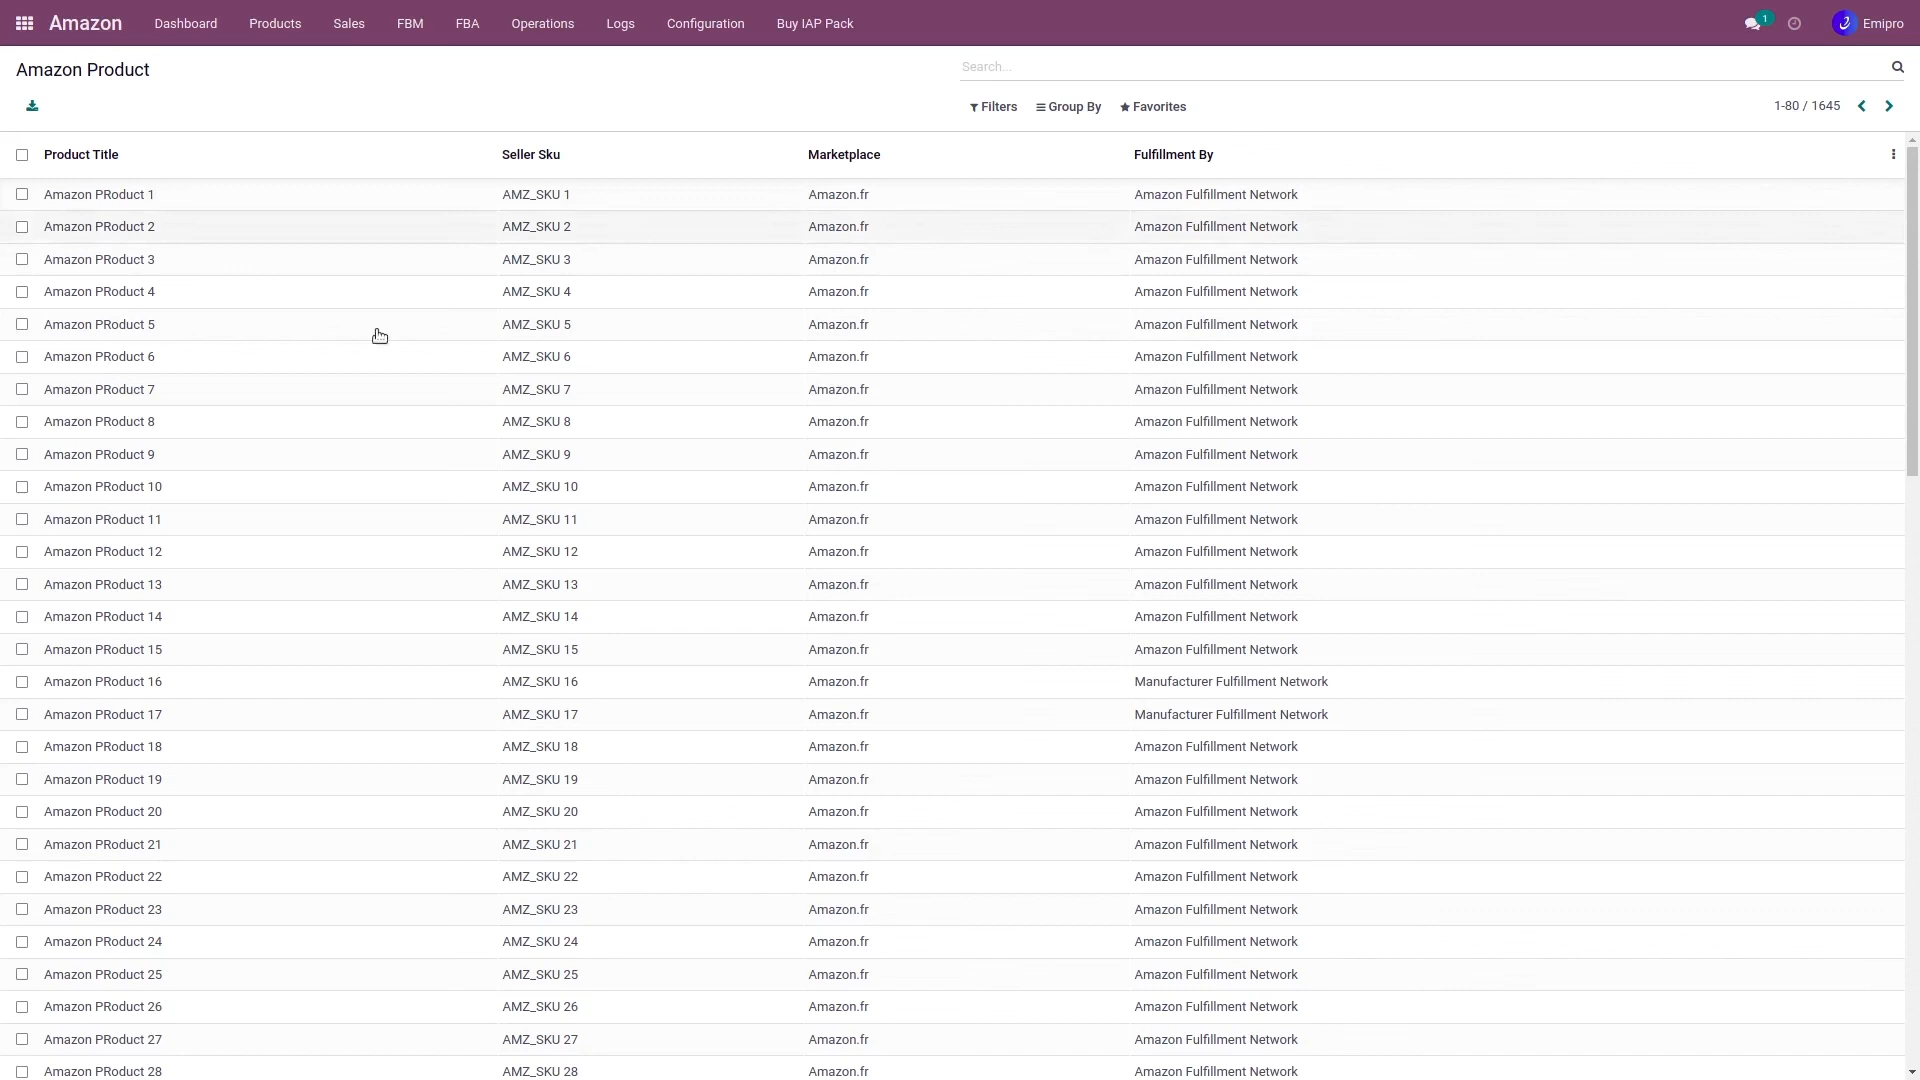 Amazon Dashboard Products Sales FBM FBA Operations Logs Configuration Buy IAP Pack 1 Emipro
Amazon Product Search...
Filters Group By Favorites 1-80 / 1645
Product Title Seller Sku Marketplace Fulfillment By
Amazon PRoduct 1 AMZ_SKU 1 Amazon.fr Amazon Fulfillment Network
Amazon PRoduct 2 AMZ_SKU 2 Amazon.fr Amazon Fulfillment Network
Amazon PRoduct 3 AMZ_SKU 3 Amazon.fr Amazon Fulfillment Network
Amazon PRoduct 4 AMZ_SKU 4 Amazon.fr Amazon Fulfillment Network
Amazon PRoduct 5 AMZ_SKU 5 Amazon.fr Amazon Fulfillment Network
Amazon PRoduct 6 AMZ_SKU 6 Amazon.fr Amazon Fulfillment Network
Amazon PRoduct 7 AMZ_SKU 7 Amazon.fr Amazon Fulfillment Network
Amazon PRoduct 8 AMZ_SKU 8 Amazon.fr Amazon Fulfillment Network
Amazon PRoduct 9 AMZ_SKU 9 Amazon.fr Amazon Fulfillment Network
Amazon PRoduct 10 AMZ_SKU 10 Amazon.fr Amazon Fulfillment Network
Amazon PRoduct 11 AMZ_SKU 11 Amazon.fr Amazon Fulfillment Network
Amazon PRoduct 12 AMZ_SKU 12 Amazon.fr Amazon Fulfillment Network
Amazon PRoduct 13 AMZ_SKU 13 Amazon.fr Amazon Fulfillment Network
Amazon PRoduct 14 AMZ_SKU 14 Amazon.fr Amazon Fulfillment Network
Amazon PRoduct 15 AMZ_SKU 15 Amazon.fr Amazon Fulfillment Network
Amazon PRoduct 16 AMZ_SKU 16 Amazon.fr Manufacturer Fulfillment Network
Amazon PRoduct 17 AMZ_SKU 17 Amazon.fr Manufacturer Fulfillment Network
Amazon PRoduct 18 AMZ_SKU 18 Amazon.fr Amazon Fulfillment Network
Amazon PRoduct 19 AMZ_SKU 19 Amazon.fr Amazon Fulfillment Network
Amazon PRoduct 20 AMZ_SKU 20 Amazon.fr Amazon Fulfillment Network
Amazon PRoduct 21 AMZ_SKU 21 Amazon.fr Amazon Fulfillment Network
Amazon PRoduct 22 AMZ_SKU 22 Amazon.fr Amazon Fulfillment Network
Amazon PRoduct 23 AMZ_SKU 23 Amazon.fr Amazon Fulfillment Network
Amazon PRoduct 24 AMZ_SKU 24 Amazon.fr Amazon Fulfillment Network
Amazon PRoduct 25 AMZ_SKU 25 Amazon.fr Amazon Fulfillment Network
Amazon PRoduct 26 AMZ_SKU 26 Amazon.fr Amazon Fulfillment Network
Amazon PRoduct 27 AMZ_SKU 27 Amazon.fr Amazon Fulfillment Network
Amazon PRoduct 28 AMZ_SKU 28 Amazon.fr Amazon Fulfillment Network